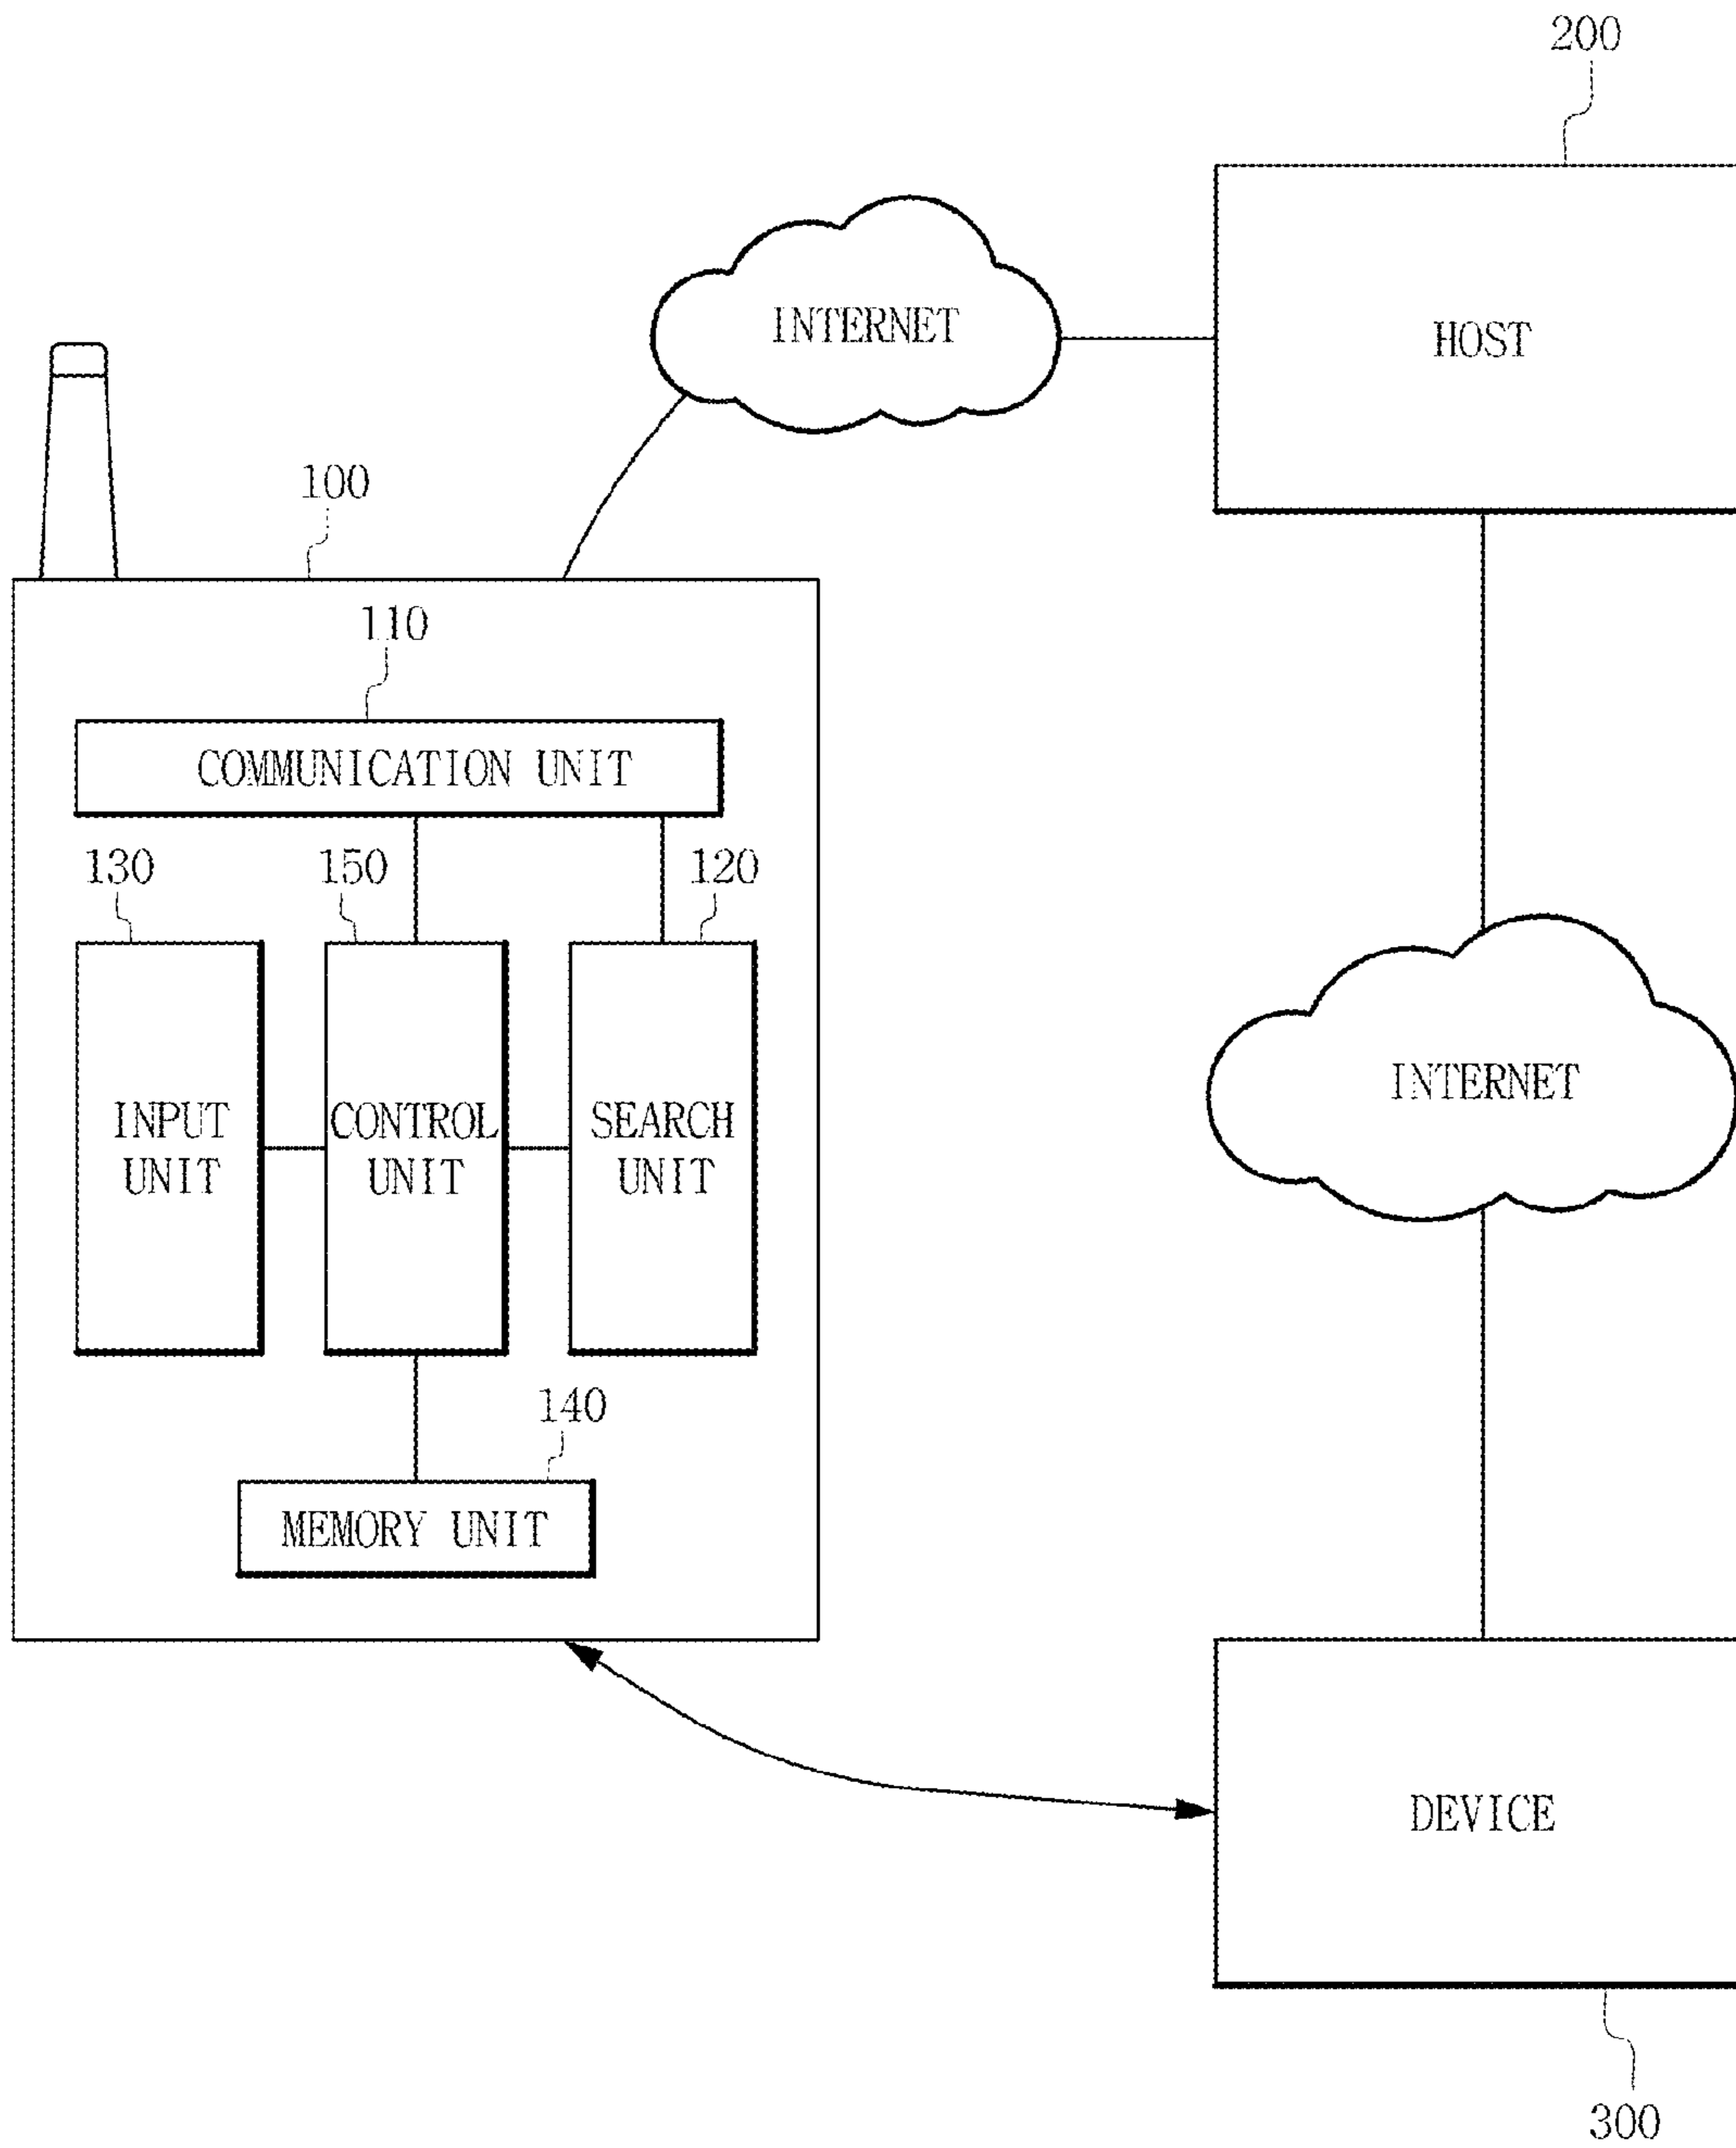 200
INTERNET
HOST
100
110
COMMUNICATION UNIT
130
150
120
INPUT
UNIT
CONTROL
UNIT
SEARCH
UNIT
INTERNET
140
MEMORY UNIT
DEVICE
300